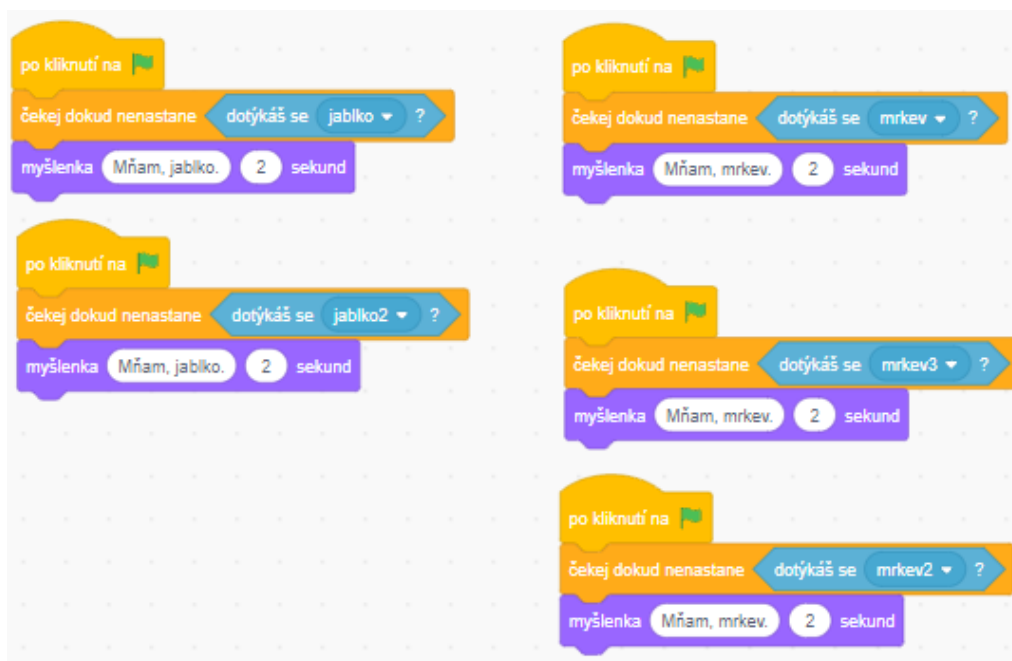 po kliknutí na
čekej dokud nenastane dotýkáš se jablko ?
myšlenka Mňam, jablko. 2 sekund
po kliknutí na
čekej dokud nenastane dotýkáš se jablko2 ?
myšlenka Mňam, jablko. 2 sekund
po kliknutí na
čekej dokud nenastane dotýkáš se mrkev ?
myšlenka Mňam, mrkev. 2 sekund
po kliknutí na
čekej dokud nenastane dotýkáš se mrkev3 ?
myšlenka Mňam, mrkev. 2 sekund
po kliknutí na
čekej dokud nenastane dotýkáš se mrkev2 ?
myšlenka Mňam, mrkev. 2 sekund